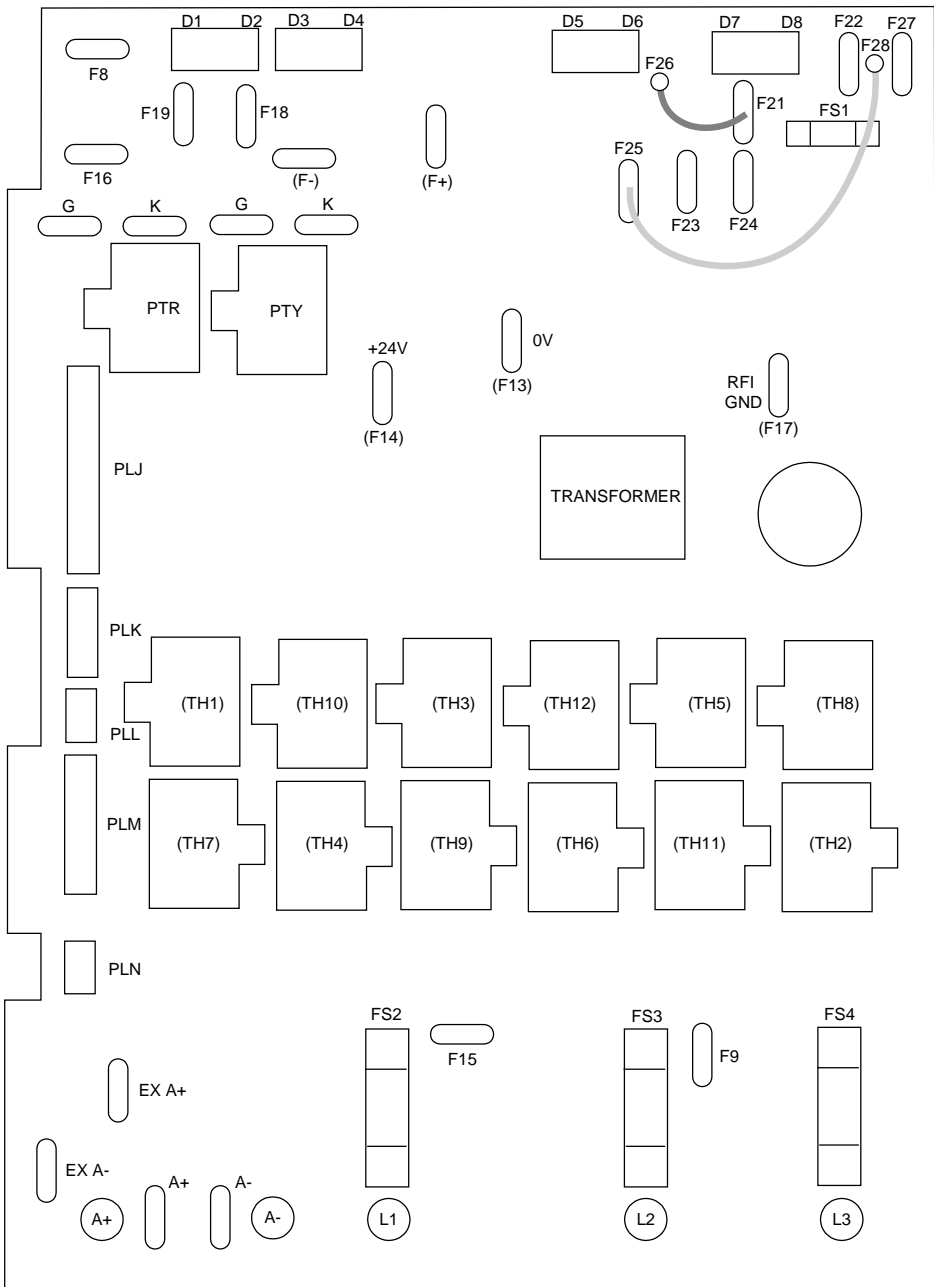 D1 D2 D3 D4 D5 D6 D7 D8 F22 F27
F8 F26 F28
F19 F18 F21 FS1
F16 (F-) (F+) F25
G K G K F23 F24
PTR PTY
+24V 0V
(F14) (F13) RFI
GND
(F17)
PLJ TRANSFORMER
PLK
(TH1) (TH10) (TH3) (TH12) (TH5) (TH8)
PLL
PLM
(TH7) (TH4) (TH9) (TH6) (TH11) (TH2)
PLN
FS2 FS3 FS4
F15 F9
EX A+
EX A-
A+ A-
A+ A- L1 L2 L3